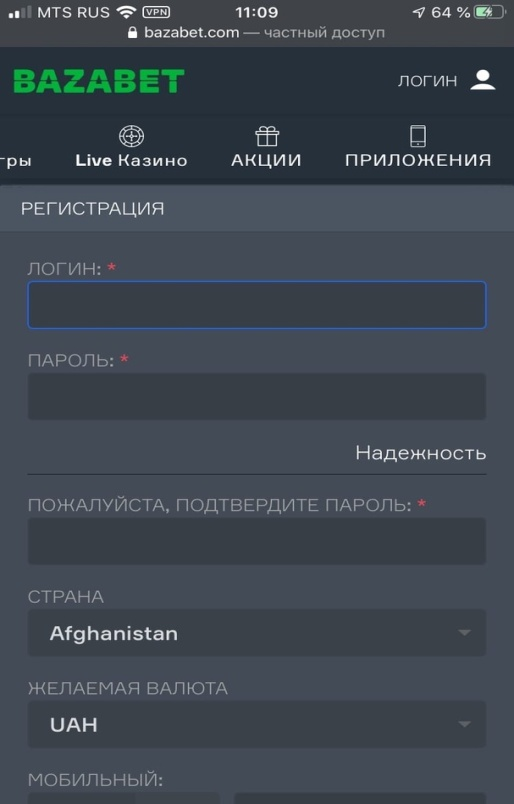 MTS RUS VPN 11:09 64 %
bazabet.com — частный доступ
BAZABET ЛОГИН
гры Live Казино АКЦИИ ПРИЛОЖЕНИЯ
РЕГИСТРАЦИЯ
ЛОГИН: *
ПАРОЛЬ: *
Надежность
ПОЖАЛУЙСТА, ПОДТВЕРДИТЕ ПАРОЛЬ: *
СТРАНА
Afghanistan
ЖЕЛАЕМАЯ ВАЛЮТА
UAH
МОБИЛЬНЫЙ: